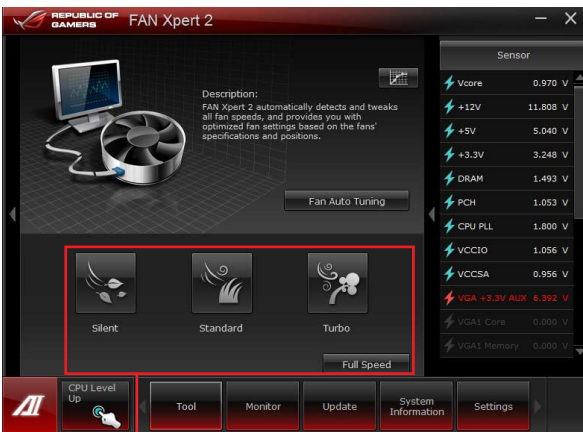 REPUBLIC OF
GAMERS
FAN Xpert 2
Description:
FAN Xpert 2 automatically detects and tweaks
all fan speeds, and provides you with
optimized fan settings based on the fans'
specifications and positions.
Fan Auto Tuning
Silent
Standard
Turbo
Full Speed
Sensor
Vcore 0.970 V
+12V 11.808 V
+5V 5.040 V
+3.3V 3.248 V
DRAM 1.493 V
PCH 1.053 V
CPU PLL 1.800 V
VCCIO 1.056 V
VCCSA 0.956 V
VGA +3.3V AUX 6.392 V
VGA1 Core 0.000 V
VGA1 Memory 0.000 V
AI
CPU Level
Up
Tool
Monitor
Update
System
Information
Settings